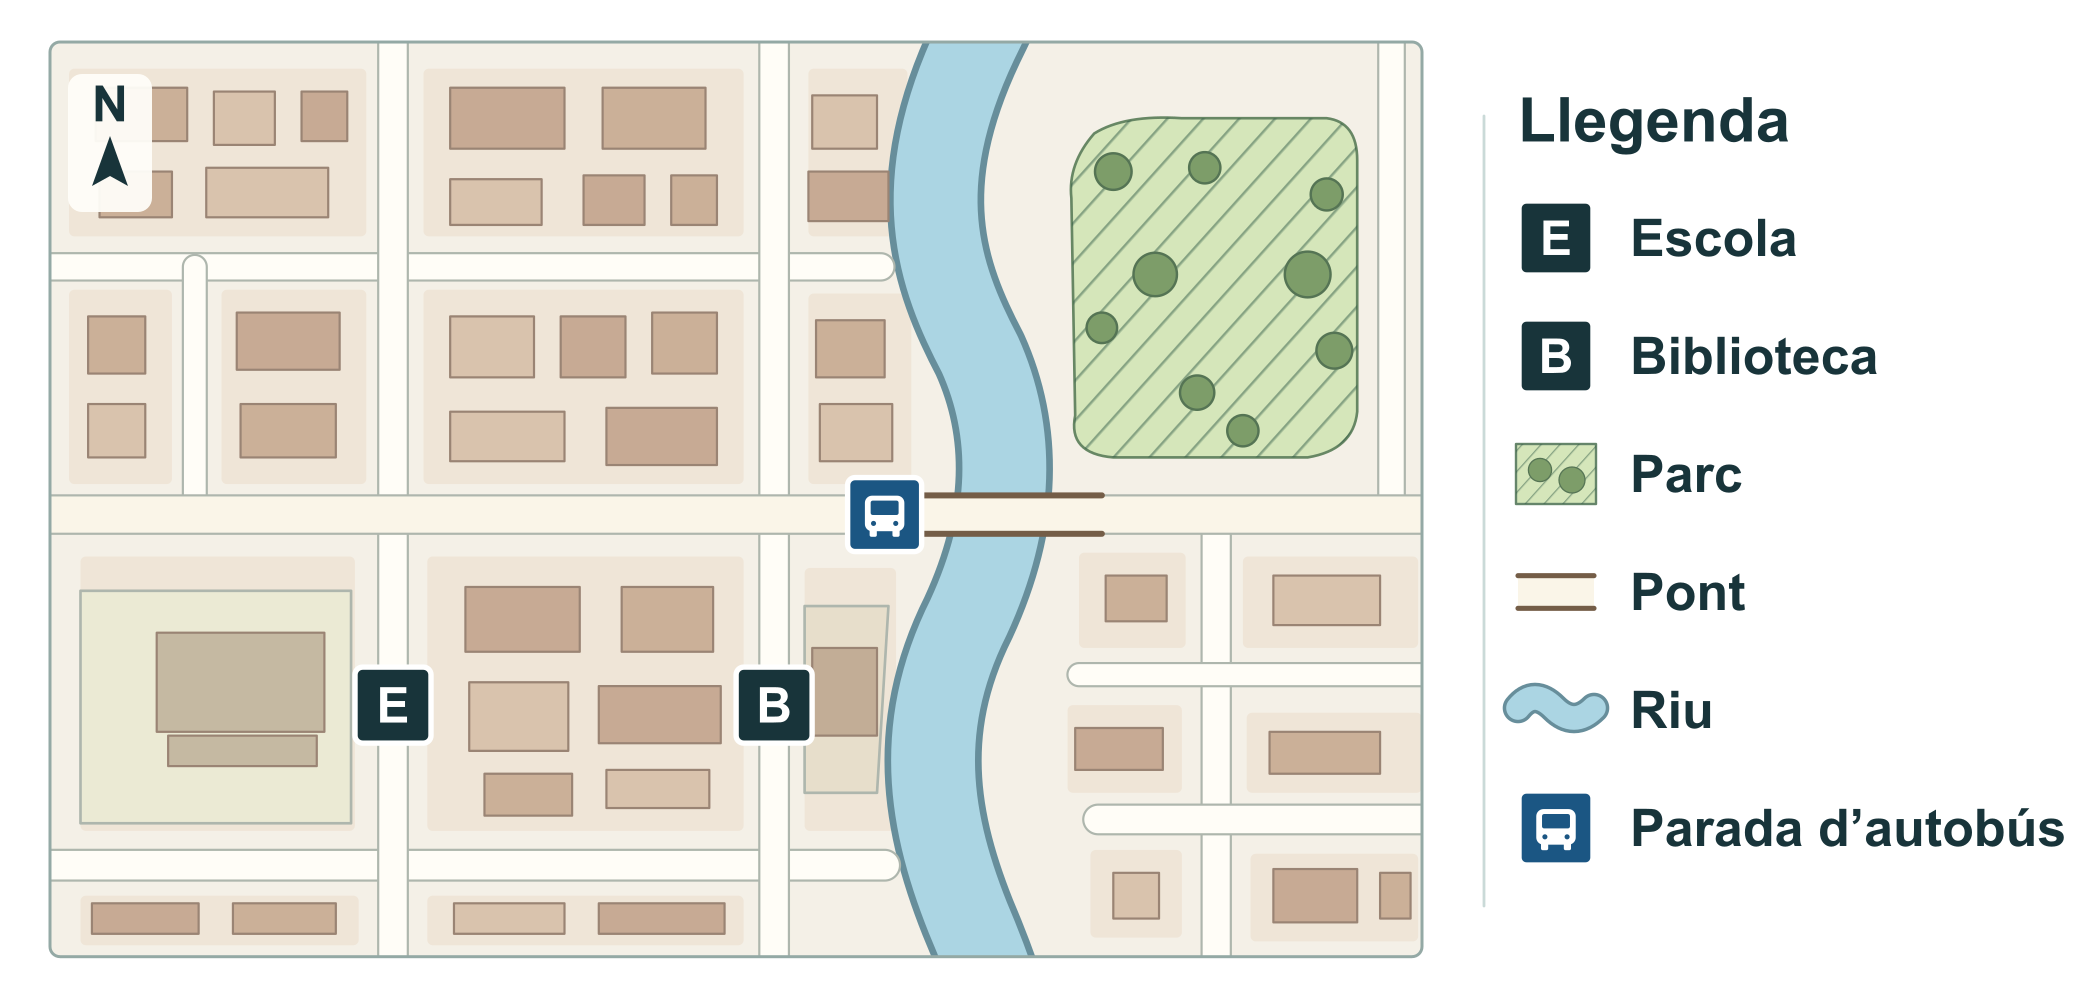 N
E
B
Llegenda
E Escola
B Biblioteca
Parc
Pont
Riu
Parada d’autobús